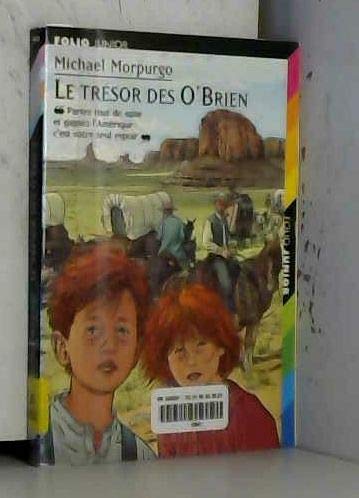 FOLIO JUNIOR
Michael Morpurgo
LE TRÉSOR DES O'BRIEN
❝ Partez tout de suite
et gagnez l'Amérique
c'est votre seul espoir ❞
FOLIO JUNIOR